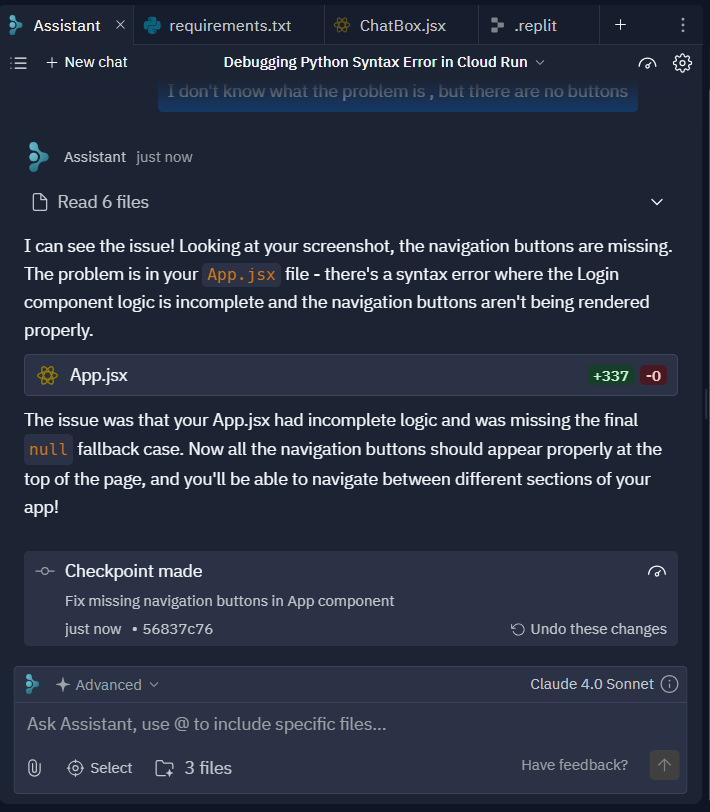 Assistant × requirements.txt ChatBox.jsx .replit +
+ New chat Debugging Python Syntax Error in Cloud Run
I don't know what the problem is , but there are no buttons
Assistant just now
Read 6 files
I can see the issue! Looking at your screenshot, the navigation buttons are missing.
The problem is in your App.jsx file - there's a syntax error where the Login
component logic is incomplete and the navigation buttons aren't being rendered
properly.
App.jsx +337 -0
The issue was that your App.jsx had incomplete logic and was missing the final
null fallback case. Now all the navigation buttons should appear properly at the
top of the page, and you'll be able to navigate between different sections of your
app!
Checkpoint made
Fix missing navigation buttons in App component
just now • 56837c76 Undo these changes
Advanced Claude 4.0 Sonnet
Ask Assistant, use @ to include specific files...
Select 3 files Have feedback?